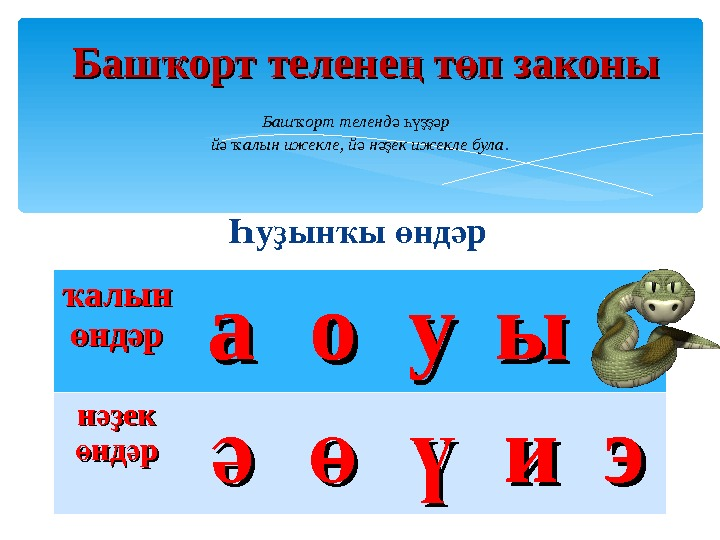 Башҡорт теленең төп законы
Башҡорт телендә һүҙҙәр
йә ҡалын ижекле, йә нәҙек ижекле була.
Һуҙынҡы өндәр
ҡалын
өндәр
а о у ы
нәҙек
өндәр
ә ө ү и э